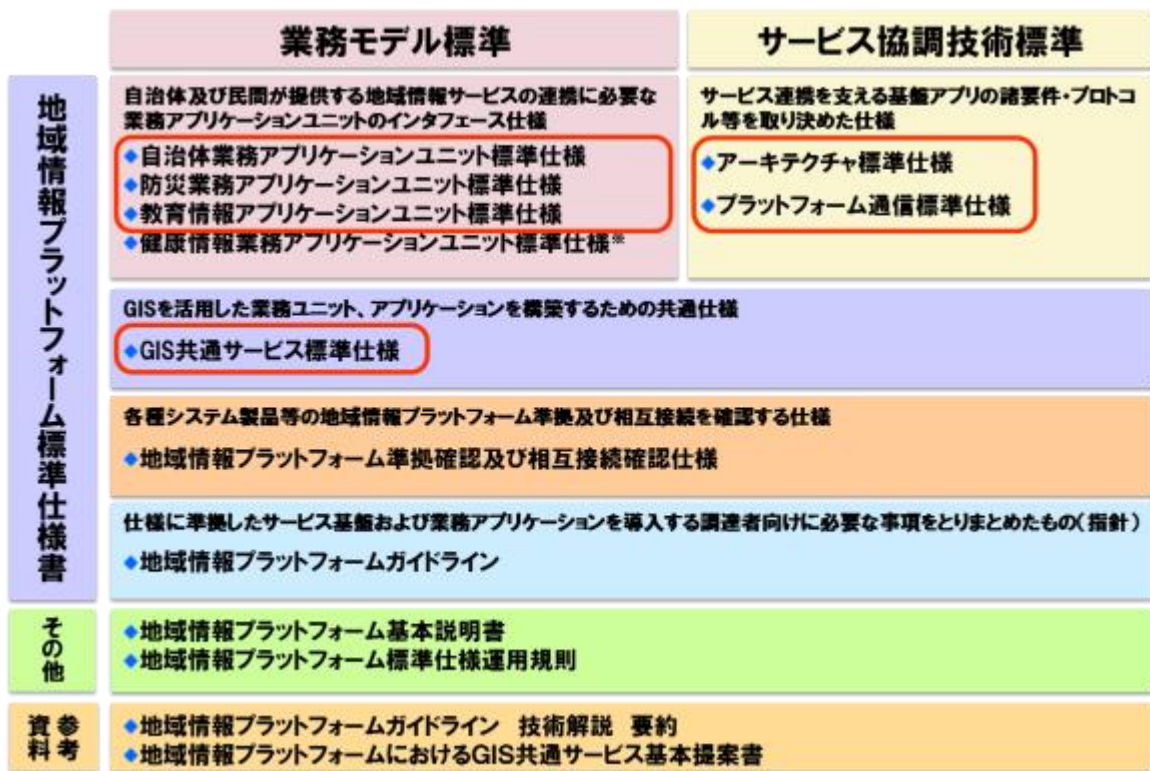 業務モデル標準
サービス協調技術標準
地域情報プラットフォーム標準仕様書
自治体及び民間が提供する地域情報サービスの連携に必要な
業務アプリケーションユニットのインタフェース仕様
◆自治体業務アプリケーションユニット標準仕様
◆防災業務アプリケーションユニット標準仕様
◆教育情報アプリケーションユニット標準仕様
◆健康情報業務アプリケーションユニット標準仕様※
サービス連携を支える基盤アプリの諸要件・プロトコ
ル等を取り決めた仕様
◆アーキテクチャ標準仕様
◆プラットフォーム通信標準仕様
GISを活用した業務ユニット、アプリケーションを構築するための共通仕様
◆GIS共通サービス標準仕様
各種システム製品等の地域情報プラットフォーム準拠及び相互接続を確認する仕様
◆地域情報プラットフォーム準拠確認及び相互接続確認仕様
仕様に準拠したサービス基盤および業務アプリケーションを導入する調達者向けに必要な事項をとりまとめたもの(指針)
◆地域情報プラットフォームガイドライン
その他
◆地域情報プラットフォーム基本説明書
◆地域情報プラットフォーム標準仕様運用規則
参考
資料
◆地域情報プラットフォームガイドライン 技術解説 要約
◆地域情報プラットフォームにおけるGIS共通サービス基本提案書